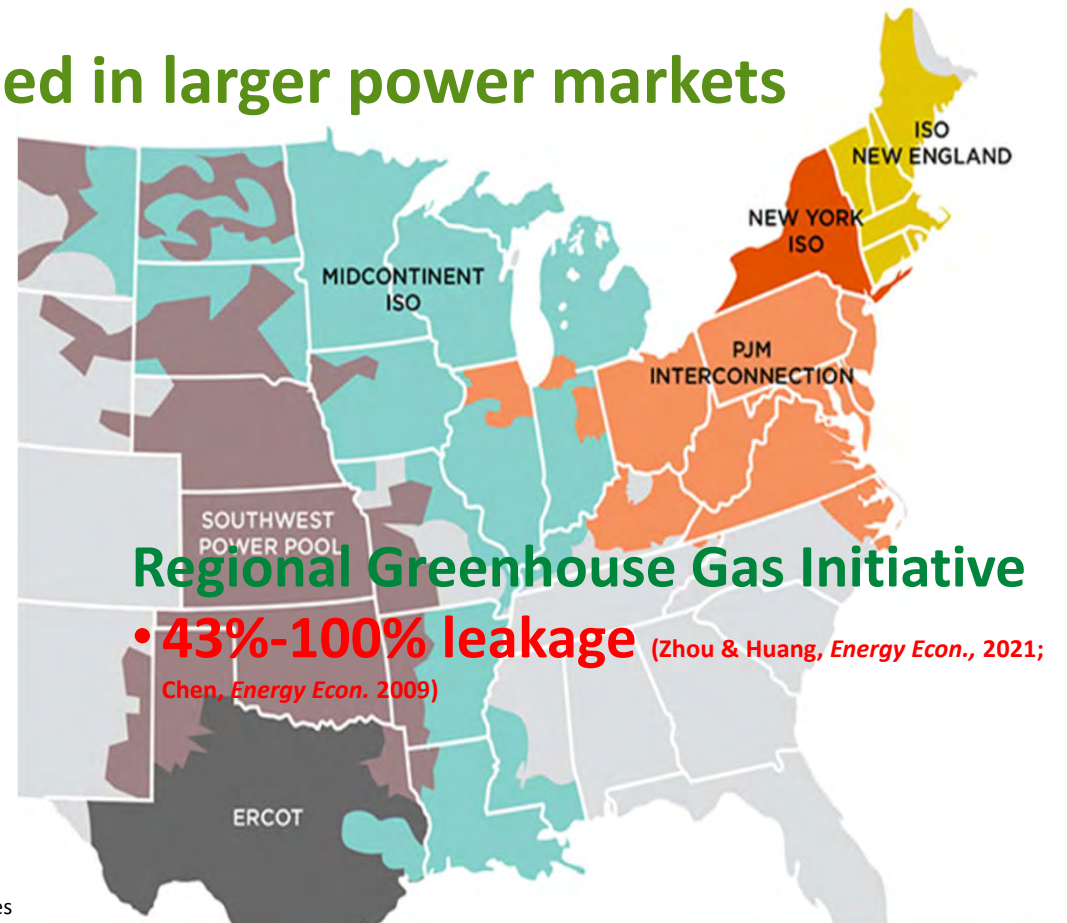 ed in larger power markets
ISO
NEW ENGLAND
NEW YORK
ISO
MIDCONTINENT
ISO
PJM
INTERCONNECTION
SOUTHWEST
POWER POOL
Regional Greenhouse Gas Initiative
• 43%-100% leakage (Zhou & Huang, Energy Econ., 2021;
Chen, Energy Econ. 2009)
ERCOT
es